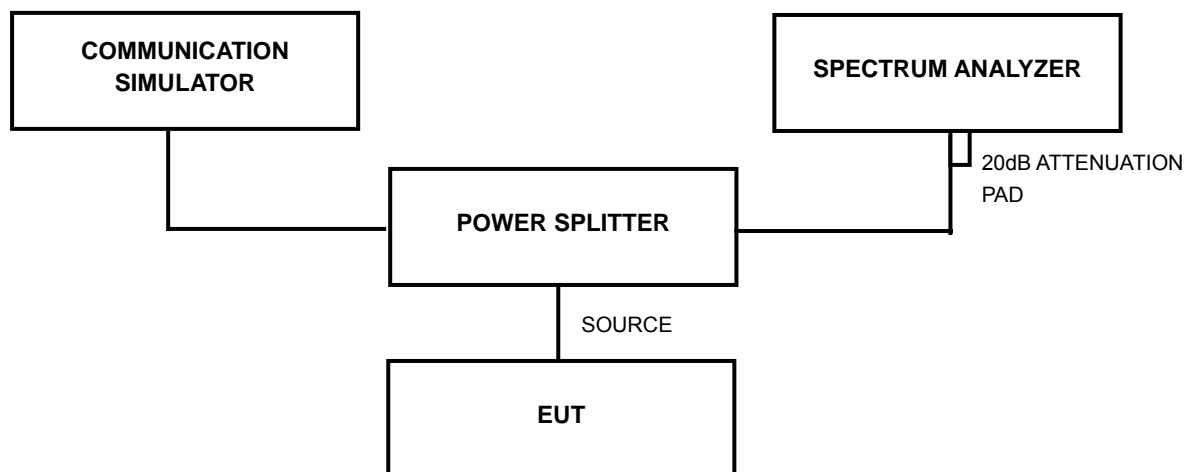 COMMUNICATION
SIMULATOR
SPECTRUM ANALYZER
20dB ATTENUATION
PAD
POWER SPLITTER
SOURCE
EUT